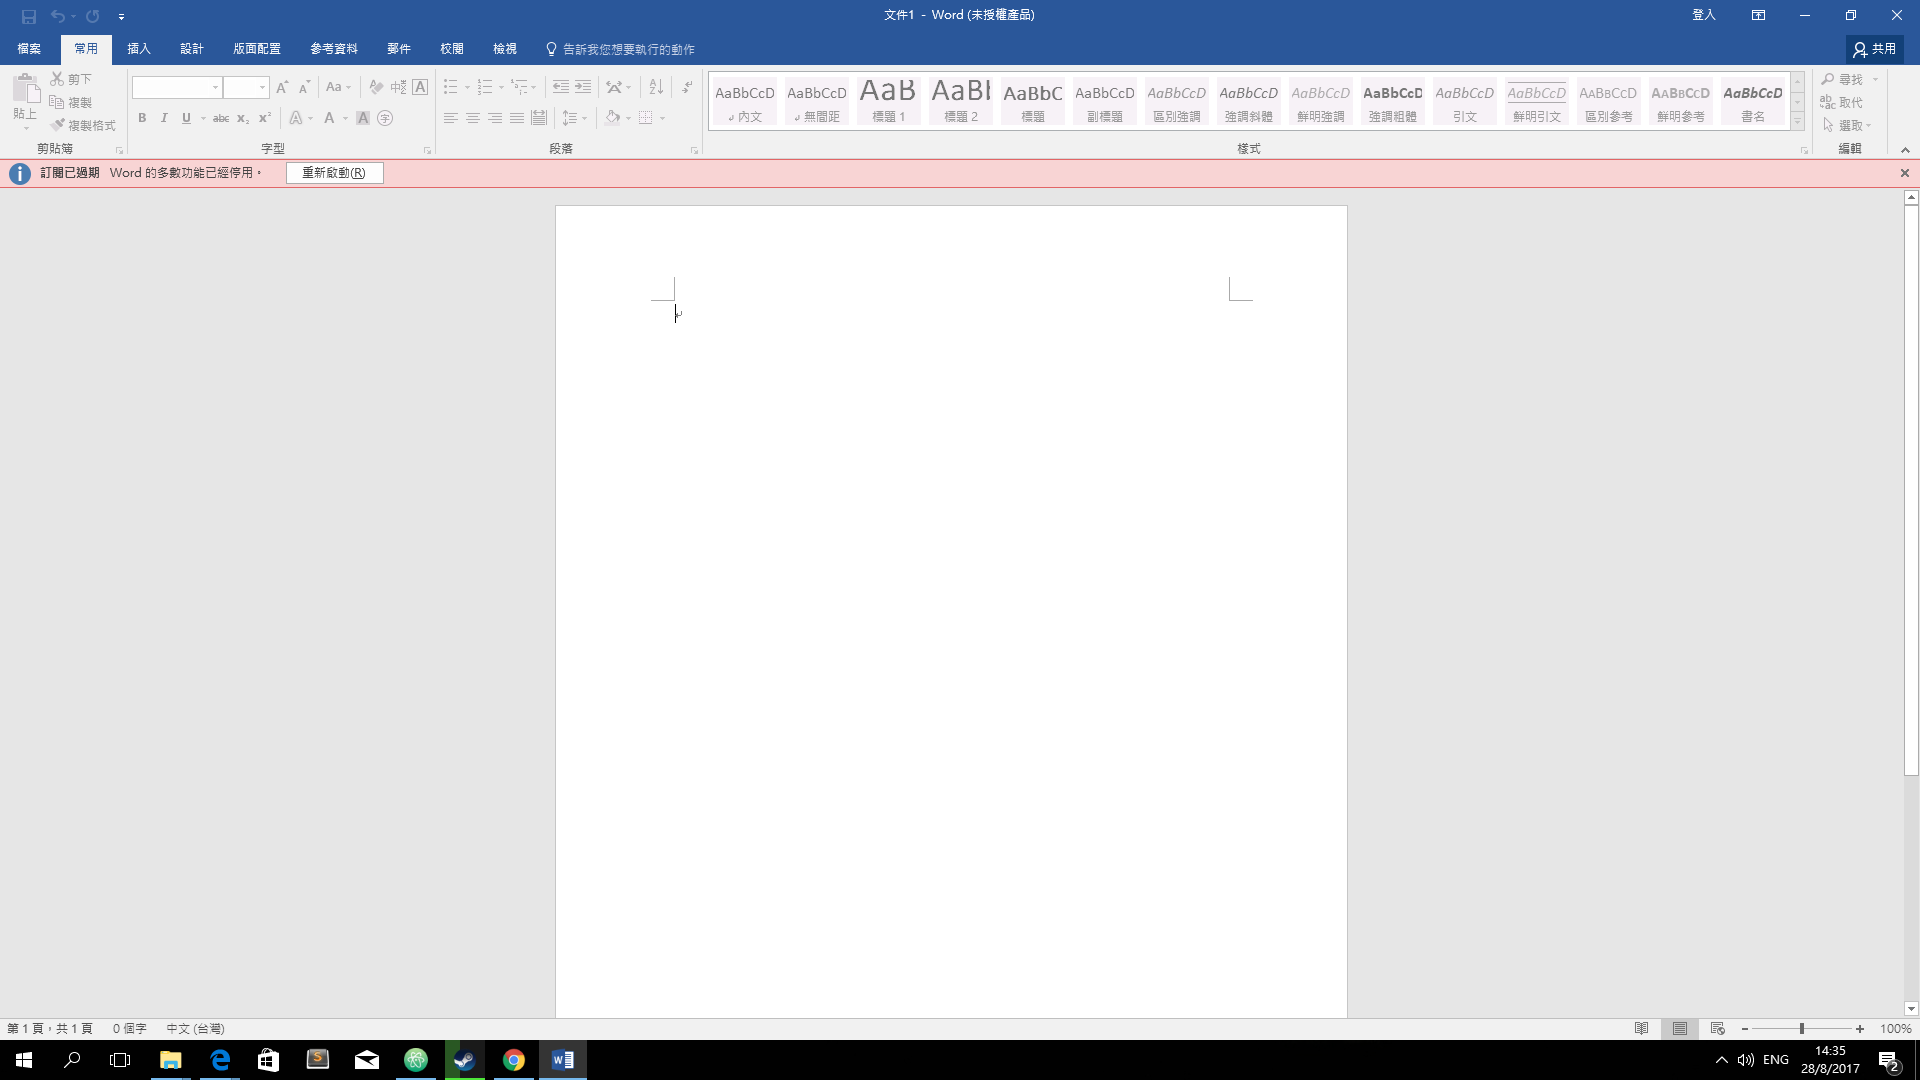 文件1 - Word (未授權產品)
登入
檔案 常用 插入 設計 版面配置 參考資料 郵件 校閱 檢視 告訴我您想要執行的動作 共用
貼上 剪下
複製
複製格式
剪貼簿
Aa 中 A
B I U abc x₂ x² A A A 字
字型
段落
AaBbCcD AaBbCcD AaB AaBl AaBbC AaBbCcD AaBbCcD AaBbCcD AaBbCcD AaBbCcD AaBbCcD AaBbCcD AaBbCcD AaBbCcD AaBbCcD
內文 無間距 標題 1 標題 2 標題 副標題 區別強調 強調斜體 鮮明強調 強調粗體 引文 鮮明引文 區別參考 鮮明參考 書名
樣式
尋找
取代
選取
編輯
訂閱已過期 Word 的多數功能已經停用。 重新啟動(R)
第 1 頁，共 1 頁 0 個字 中文 (台灣) 100%
ENG 14:35
28/8/2017 2